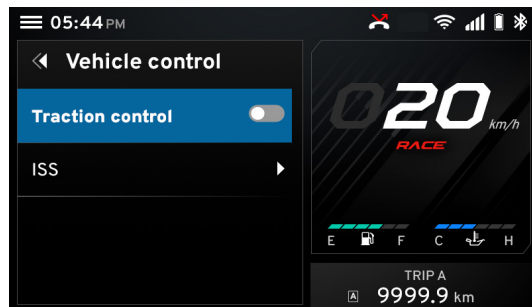 05:44 PM
Vehicle control
Traction control
ISS
020 km/h
RACE
E F C H
TRIP A
A 9999.9 km